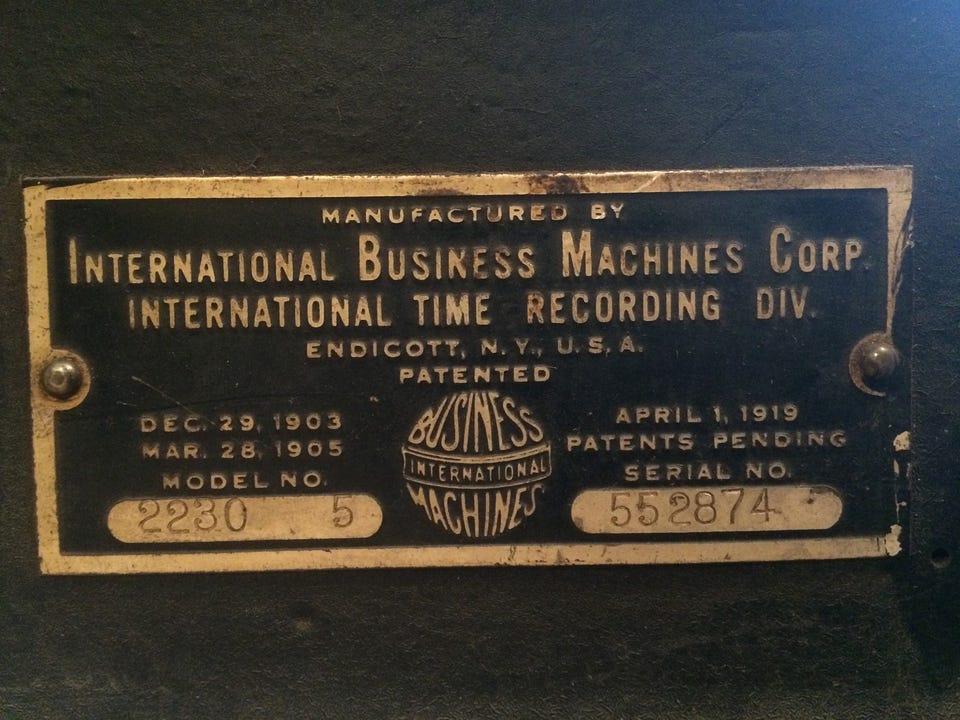 MANUFACTURED BY
INTERNATIONAL BUSINESS MACHINES CORP.
INTERNATIONAL TIME RECORDING DIV.
ENDICOTT, N.Y., U.S.A.
PATENTED
DEC. 29, 1903
MAR. 28, 1905
MODEL NO.
2230 5
BUSINESS
INTERNATIONAL
MACHINES
APRIL 1, 1919
PATENTS PENDING
SERIAL NO.
552874